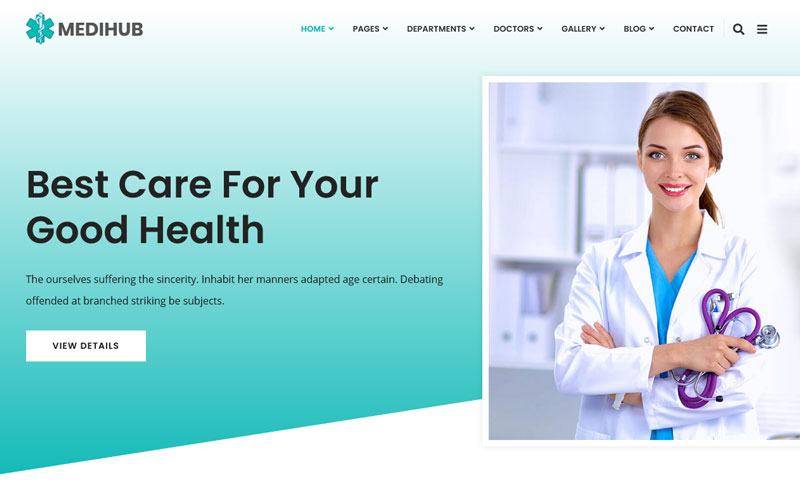 MEDIHUB
HOME PAGES DEPARTMENTS DOCTORS GALLERY BLOG CONTACT
Best Care For Your
Good Health
The ourselves suffering the sincerity. Inhabit her manners adapted age certain. Debating
offended at branched striking be subjects.
VIEW DETAILS